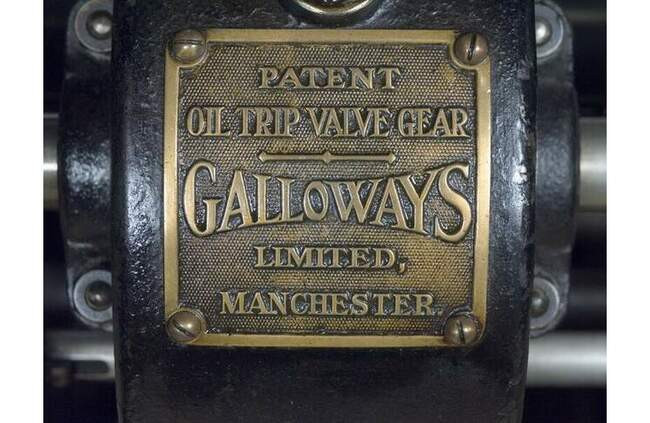 PATENT
OIL TRIP VALVE GEAR
GALLOWAYS
LIMITED,
MANCHESTER.